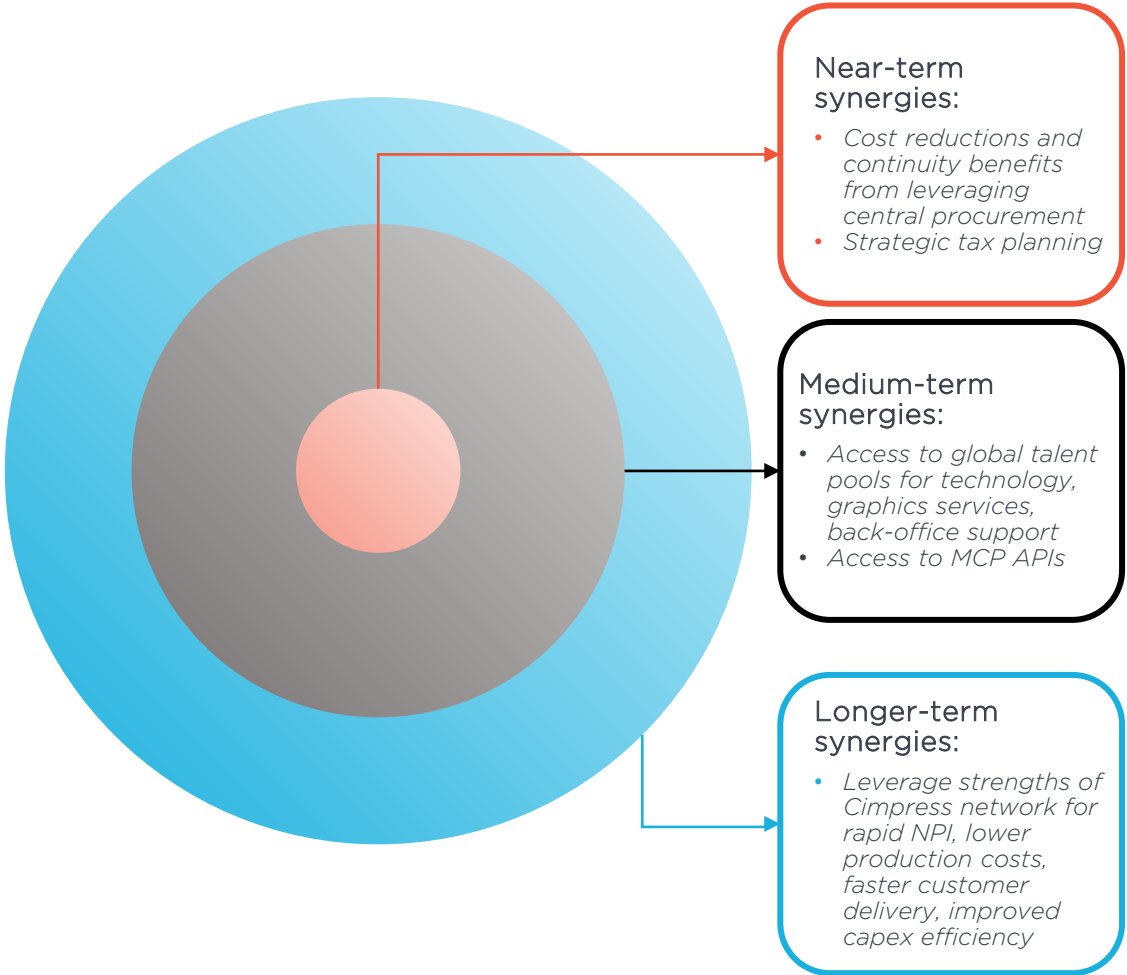 Near-term
synergies:
• Cost reductions and
continuity benefits
from leveraging
central procurement
• Strategic tax planning
Medium-term
synergies:
• Access to global talent
pools for technology,
graphics services,
back-office support
• Access to MCP APIs
Longer-term
synergies:
• Leverage strengths of
Cimpress network for
rapid NPI, lower
production costs,
faster customer
delivery, improved
capex efficiency